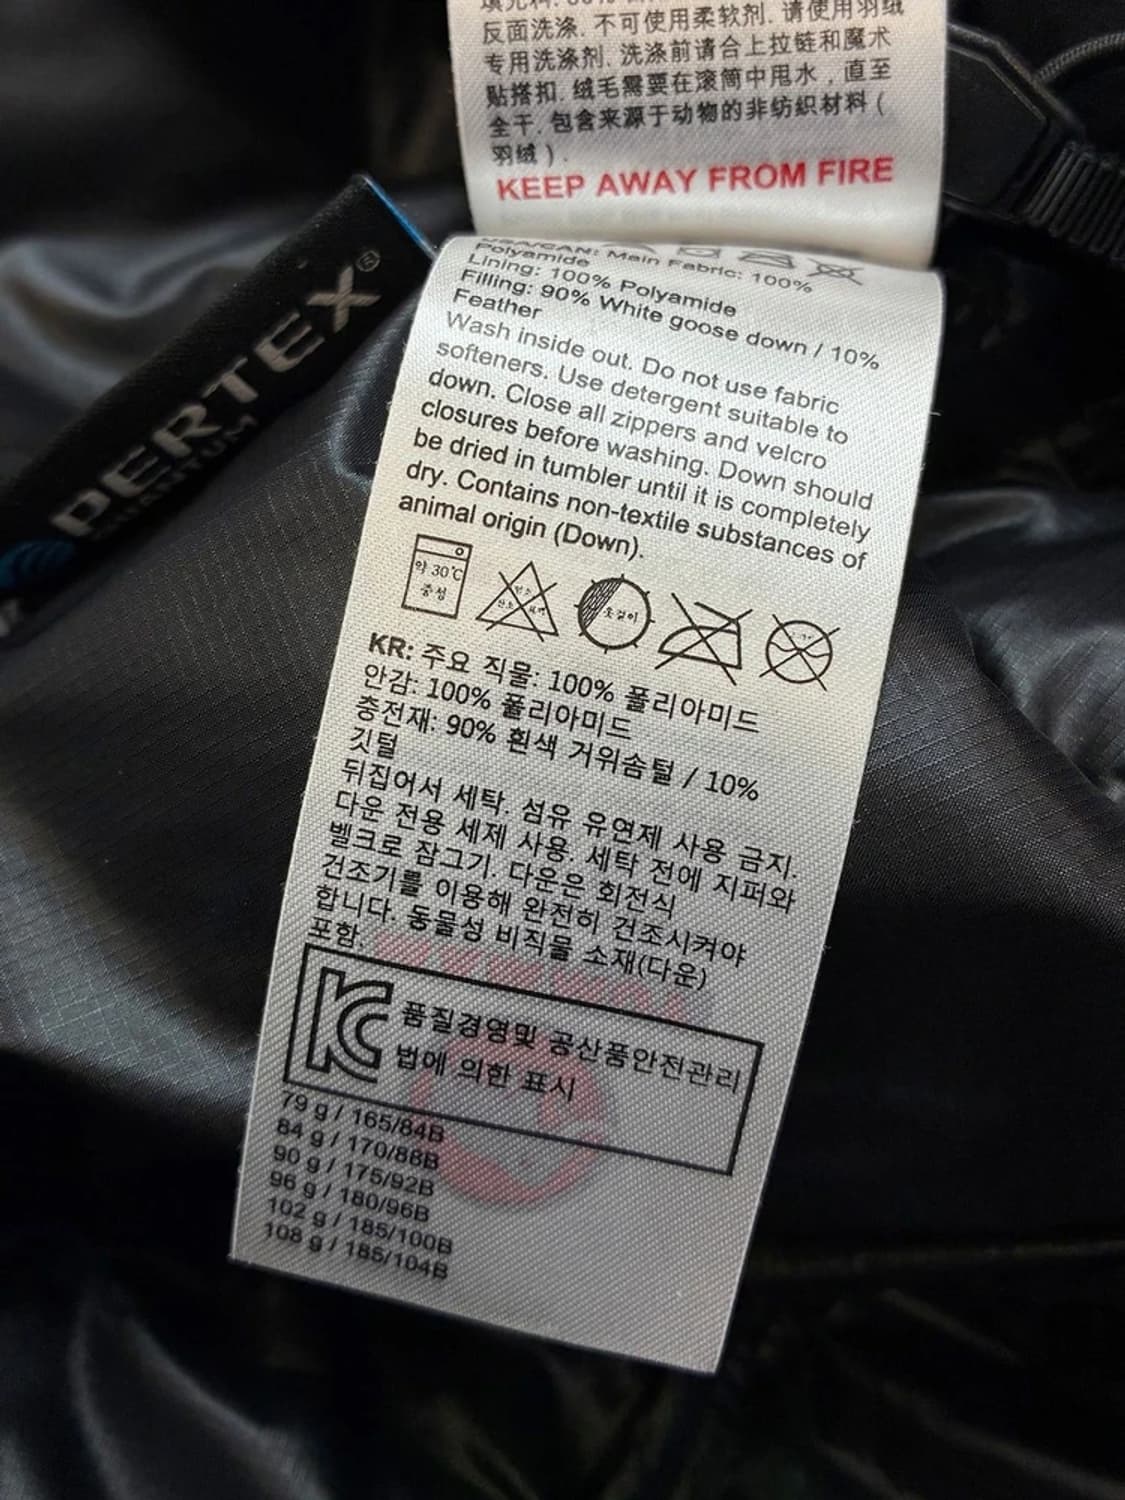 反面洗涤. 不可使用柔软剂. 请使用羽绒
专用洗涤剂. 洗涤前请合上拉链和魔术
贴搭扣. 绒毛需要在滚筒中甩水，直至
全干. 包含来源于动物的非纺织材料（
羽绒）.
KEEP AWAY FROM FIRE
PERTEX®
QUANTUM
USA/CAN: Main Fabric: 100%
Polyamide
Lining: 100% Polyamide
Filling: 90% White goose down / 10%
Feather
Wash inside out. Do not use fabric
softeners. Use detergent suitable to
down. Close all zippers and velcro
closures before washing. Down should
be dried in tumbler until it is completely
dry. Contains non-textile substances of
animal origin (Down).
약 30℃
중성
옷걸이
KR: 주요 직물: 100% 폴리아미드
안감: 100% 폴리아미드
충전재: 90% 흰색 거위솜털 / 10%
깃털
뒤집어서 세탁. 섬유 유연제 사용 금지.
다운 전용 세제 사용. 세탁 전에 지퍼와
벨크로 잠그기. 다운은 회전식
건조기를 이용해 완전히 건조시켜야
합니다. 동물성 비직물 소재(다운)
포함.
KC 품질경영및 공산품안전관리
법에 의한 표시
79 g / 165/84B
84 g / 170/88B
90 g / 175/92B
96 g / 180/96B
102 g / 185/100B
108 g / 185/104B